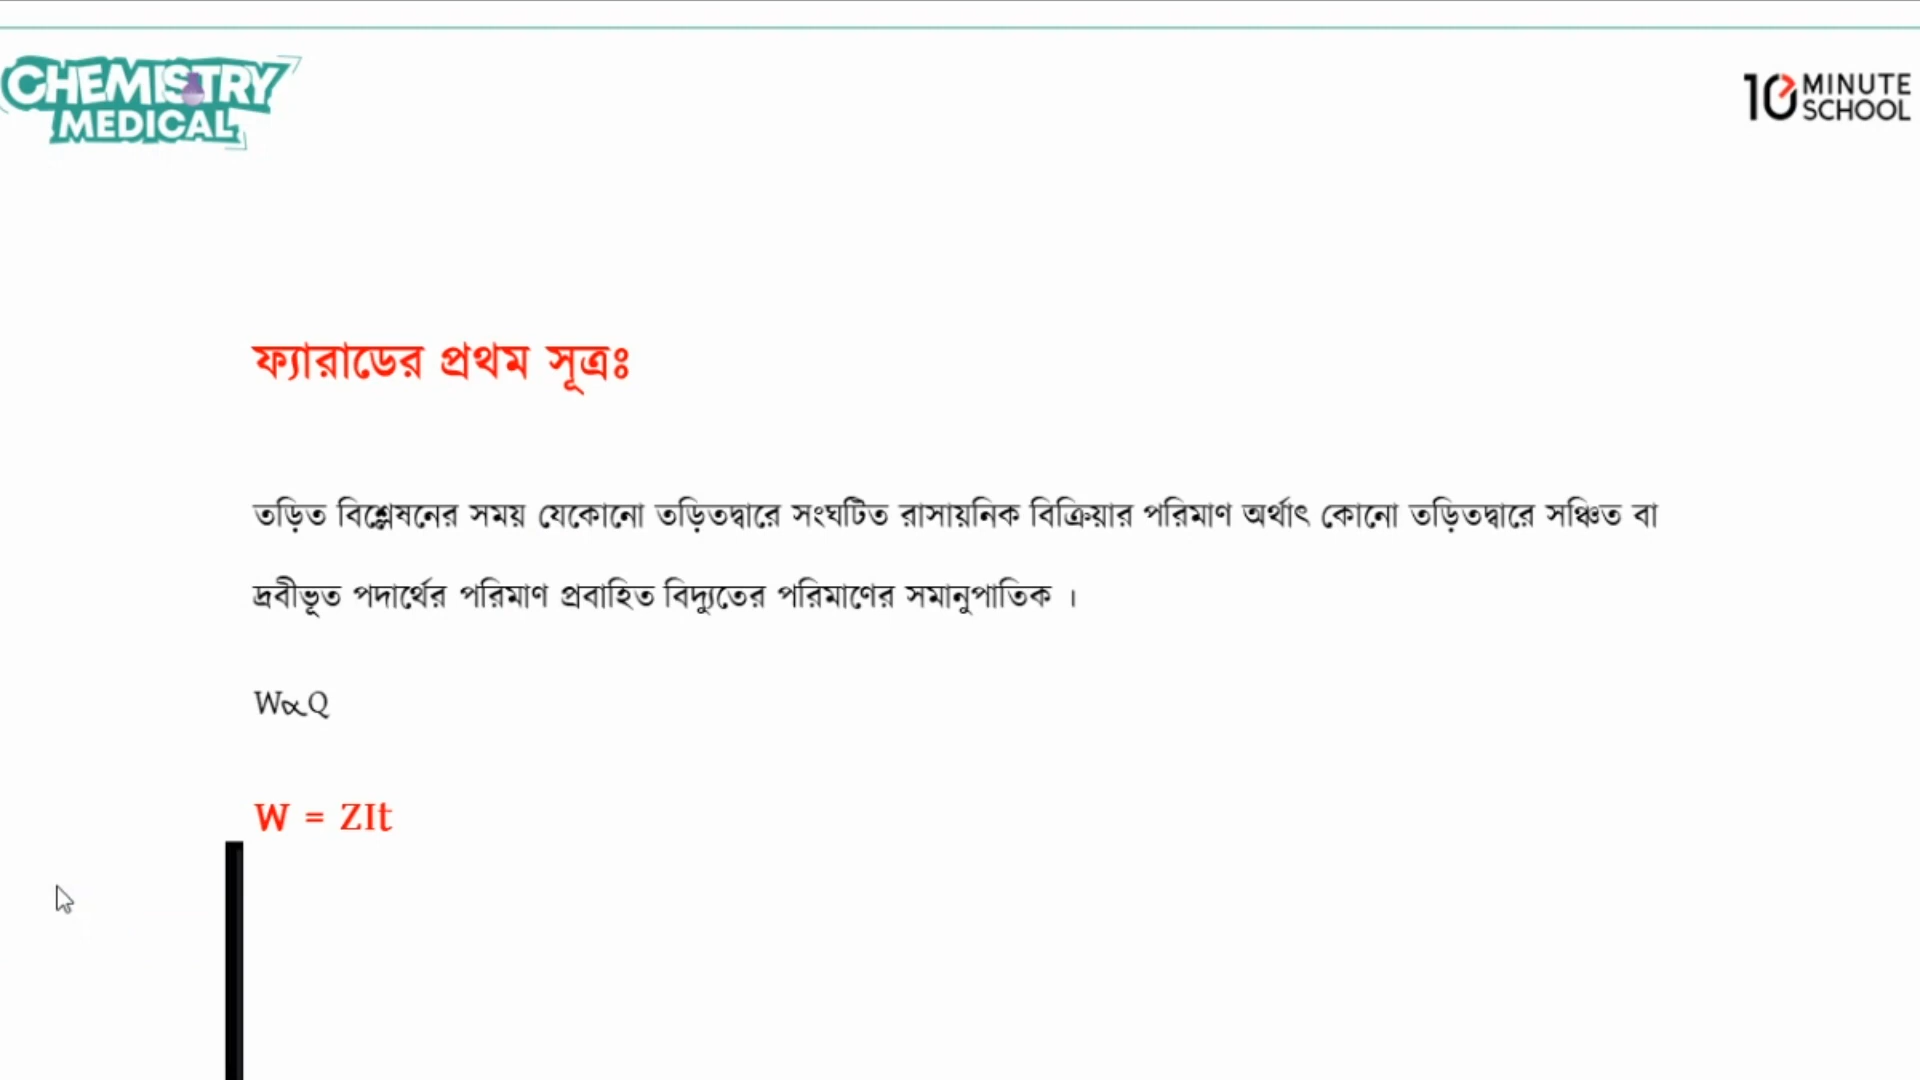 CHEMISTRY
MEDICAL
10 MINUTE
SCHOOL
ফ্যারাডের প্রথম সূত্রঃ
তড়িত বিশ্লেষনের সময় যেকোনো তড়িতদ্বারে সংঘটিত রাসায়নিক বিক্রিয়ার পরিমাণ অর্থাৎ কোনো তড়িতদ্বারে সঞ্চিত বা
দ্রবীভূত পদার্থের পরিমাণ প্রবাহিত বিদ্যুতের পরিমাণের সমানুপাতিক ।
W∝Q
W = ZIt